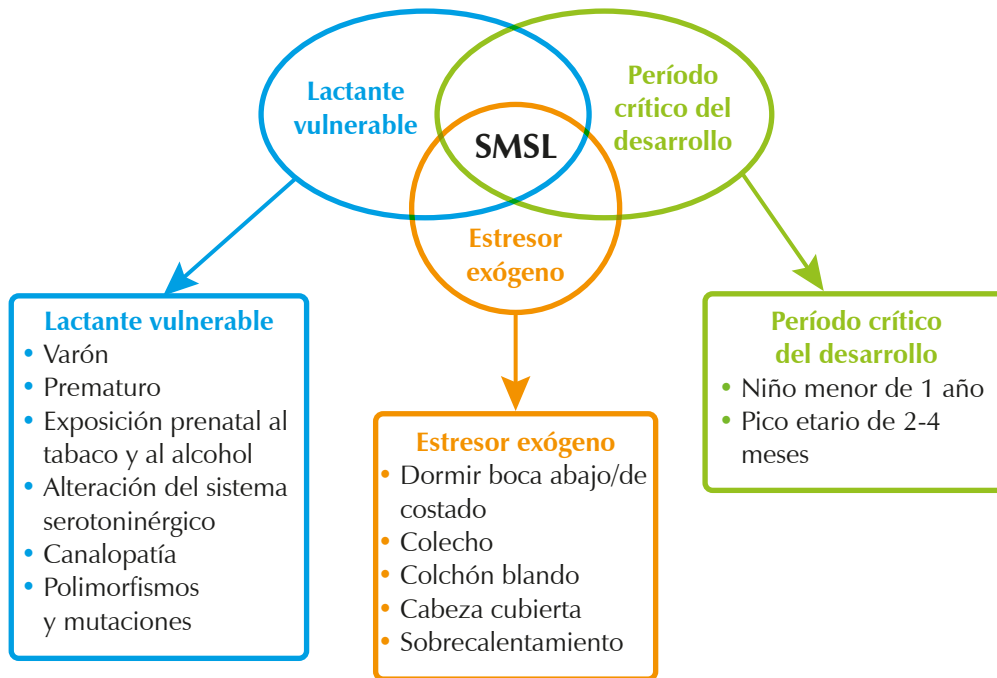 Lactante
vulnerable
Período
crítico del
desarrollo
SMSL
Estresor
exógeno
Lactante vulnerable
• Varón
• Prematuro
• Exposición prenatal al
tabaco y al alcohol
• Alteración del sistema
serotoninérgico
• Canalopatía
• Polimorfismos
y mutaciones
Estresor exógeno
• Dormir boca abajo/de
costado
• Colecho
• Colchón blando
• Cabeza cubierta
• Sobrecalentamiento
Período crítico
del desarrollo
• Niño menor de 1 año
• Pico etario de 2-4
meses